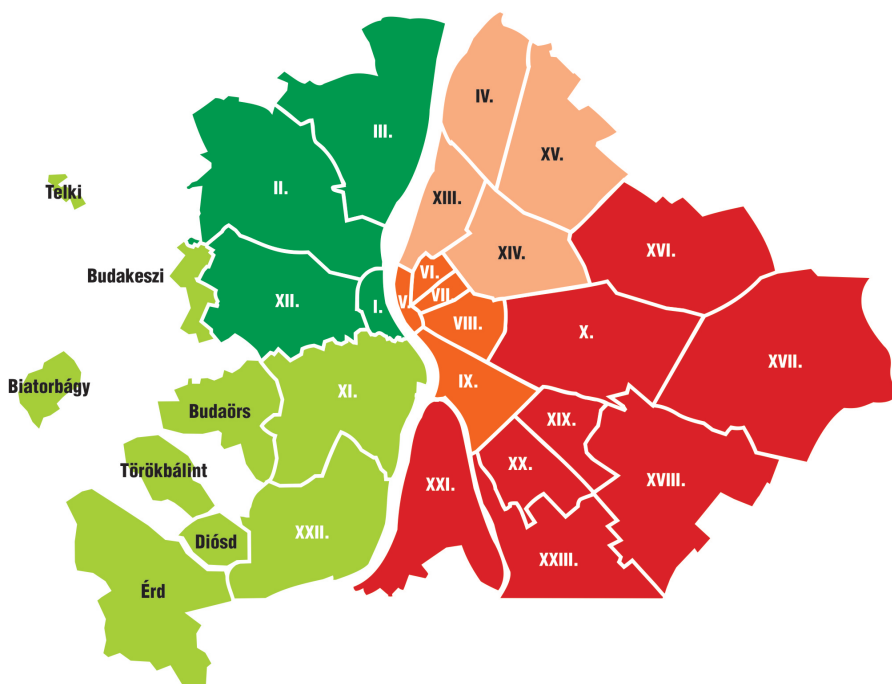 IV.
III.
XV.
II.
Telki
XIII.
XIV.
XVI.
Budakeszi
VI.
XII.
I.
V.
VII.
VIII.
X.
XVII.
Biatorbágy
XI.
IX.
Budaörs
XIX.
Törökbálint
XX.
XVIII.
XXI.
XXII.
Diósd
XXIII.
Érd